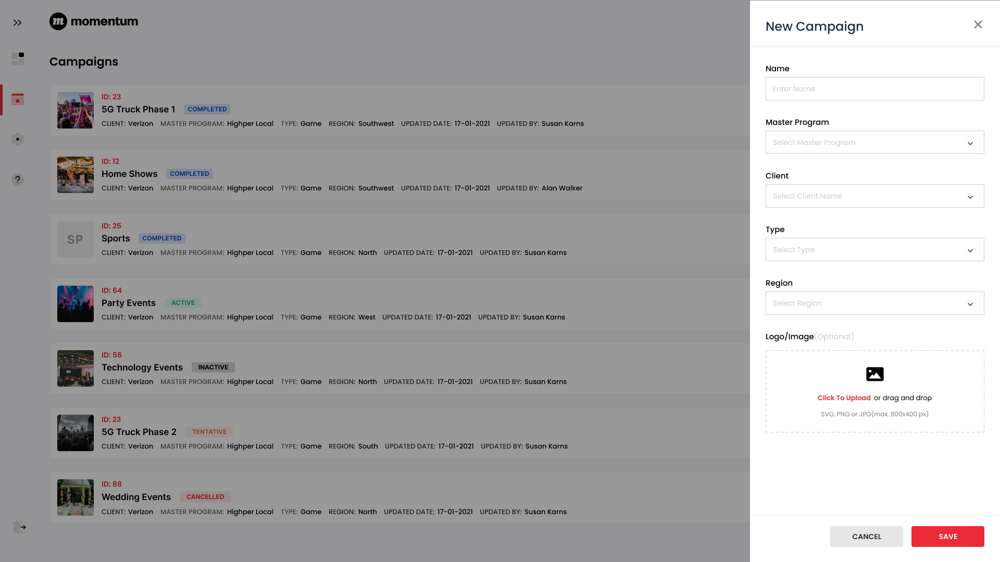 momentum
Campaigns
ID: 23
5G Truck Phase 1 COMPLETED
CLIENT: Verizon MASTER PROGRAM: Highper Local TYPE: Game REGION: Southwest UPDATED DATE: 17-01-2021 UPDATED BY: Susan Karns
ID: 12
Home Shows COMPLETED
CLIENT: Verizon MASTER PROGRAM: Highper Local TYPE: Game REGION: Southwest UPDATED DATE: 17-01-2021 UPDATED BY: Alan Walker
SP
ID: 25
Sports COMPLETED
CLIENT: Verizon MASTER PROGRAM: Highper Local TYPE: Game REGION: North UPDATED DATE: 17-01-2021 UPDATED BY: Susan Karns
ID: 64
Party Events ACTIVE
CLIENT: Verizon MASTER PROGRAM: Highper Local TYPE: Game REGION: West UPDATED DATE: 17-01-2021 UPDATED BY: Susan Karns
ID: 56
Technology Events INACTIVE
CLIENT: Verizon MASTER PROGRAM: Highper Local TYPE: Game REGION: North UPDATED DATE: 17-01-2021 UPDATED BY: Susan Karns
ID: 23
5G Truck Phase 2 TENTATIVE
CLIENT: Verizon MASTER PROGRAM: Highper Local TYPE: Game REGION: South UPDATED DATE: 17-01-2021 UPDATED BY: Susan Karns
ID: 88
Wedding Events CANCELLED
CLIENT: Verizon MASTER PROGRAM: Highper Local TYPE: Game REGION: North UPDATED DATE: 17-01-2021 UPDATED BY: Susan Karns
New Campaign
Name
Enter Name
Master Program
Select Master Program
Client
Select Client Name
Type
Select Type
Region
Select Region
Logo/Image(Optional)
Click To Upload or drag and drop
SVG, PNG or JPG(max. 800x400 px)
CANCEL SAVE